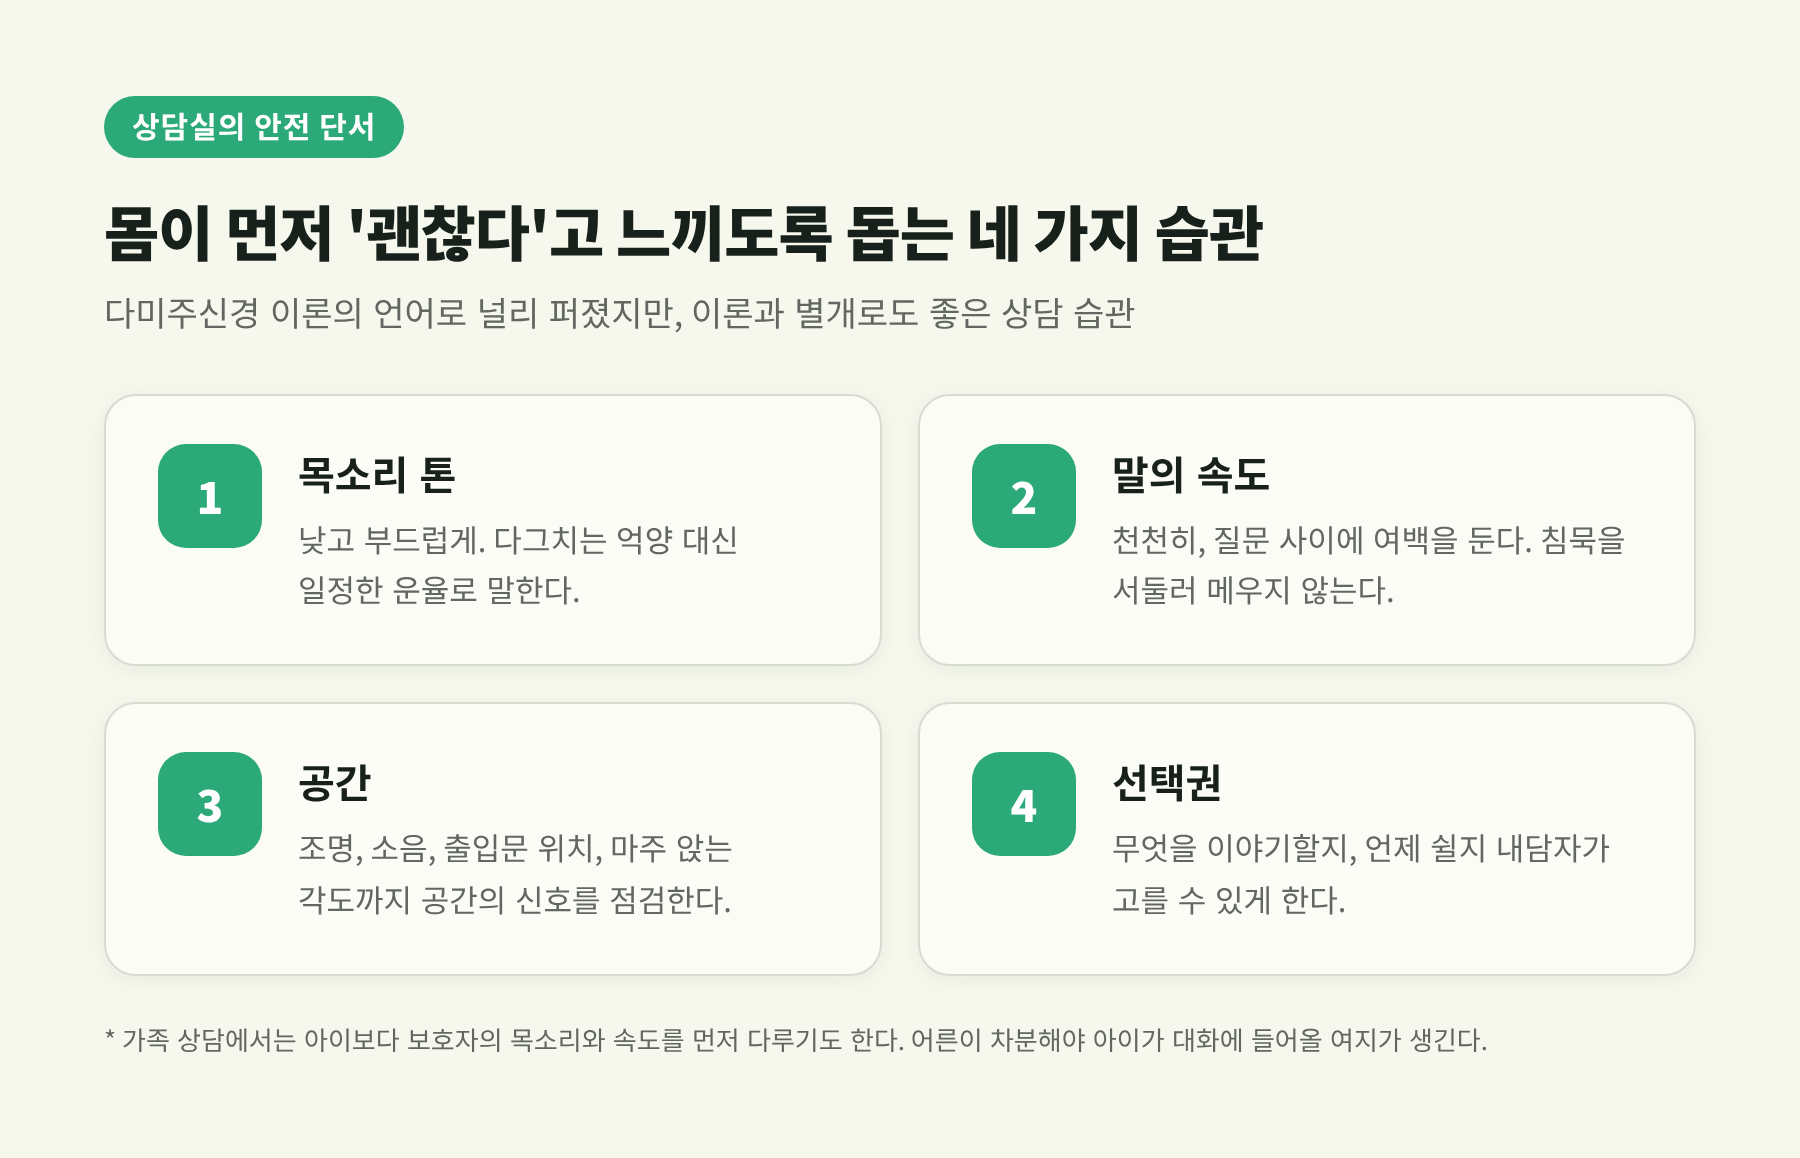 상담실의 안전 단서
몸이 먼저 '괜찮다'고 느끼도록 돕는 네 가지 습관
다미주신경 이론의 언어로 널리 퍼졌지만, 이론과 별개로도 좋은 상담 습관
1
목소리 톤
낮고 부드럽게. 다그치는 억양 대신
일정한 운율로 말한다.
2
말의 속도
천천히, 질문 사이에 여백을 둔다. 침묵을
서둘러 메우지 않는다.
3
공간
조명, 소음, 출입문 위치, 마주 앉는
각도까지 공간의 신호를 점검한다.
4
선택권
무엇을 이야기할지, 언제 쉴지 내담자가
고를 수 있게 한다.
* 가족 상담에서는 아이보다 보호자의 목소리와 속도를 먼저 다루기도 한다. 어른이 차분해야 아이가 대화에 들어올 여지가 생긴다.